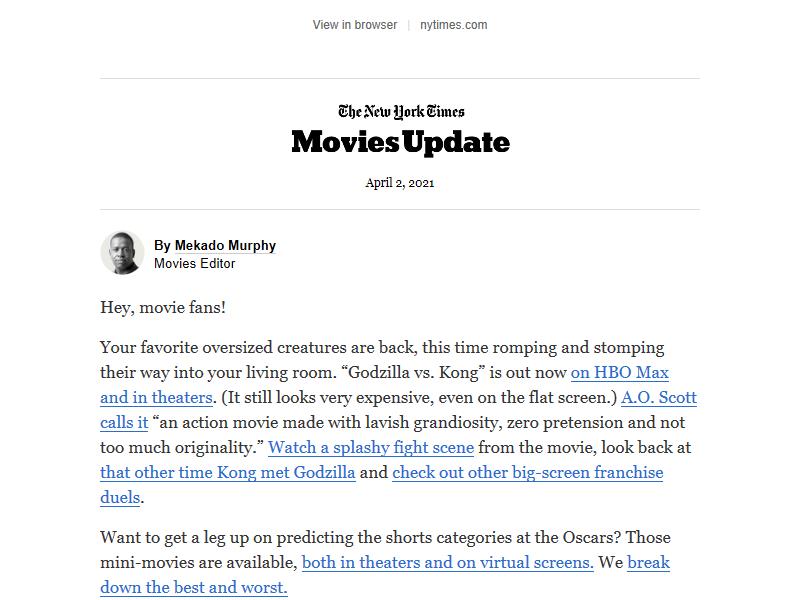 View in browser | nytimes.com
The New York Times
Movies Update
April 2, 2021
By Mekado Murphy
Movies Editor
Hey, movie fans!
Your favorite oversized creatures are back, this time romping and stomping
their way into your living room. “Godzilla vs. Kong” is out now on HBO Max
and in theaters. (It still looks very expensive, even on the flat screen.) A.O. Scott
calls it “an action movie made with lavish grandiosity, zero pretension and not
too much originality.” Watch a splashy fight scene from the movie, look back at
that other time Kong met Godzilla and check out other big-screen franchise
duels.
Want to get a leg up on predicting the shorts categories at the Oscars? Those
mini-movies are available, both in theaters and on virtual screens. We break
down the best and worst.